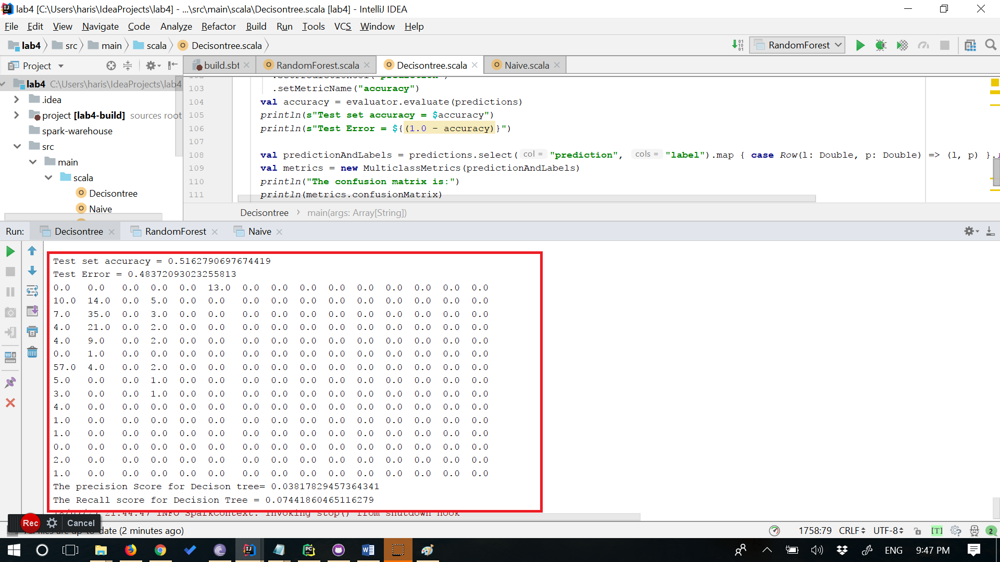 lab4 [C:\Users\haris\IdeaProjects\lab4] - ...\src\main\scala\Decisontree.scala [lab4] - IntelliJ IDEA
File Edit View Navigate Code Analyze Refactor Build Run Tools VCS Window Help
lab4 src main scala Decisontree.scala RandomForest
Project build.sbt RandomForest.scala Decisontree.scala Naive.scala
lab4 C:\Users\haris\IdeaProjects\lab4
.idea
project [lab4-build] sources root
spark-warehouse
src
main
scala
Decisontree
Naive
103 .setMetricName("accuracy")
104 val accuracy = evaluator.evaluate(predictions)
105 println(s"Test set accuracy = $accuracy")
106 println(s"Test Error = ${(1.0 - accuracy)}")
107
108 val predictionAndLabels = predictions.select( col = "prediction", cols = "label").map { case Row(l: Double, p: Double) => (l, p) }.
109 val metrics = new MulticlassMetrics(predictionAndLabels)
110 println("The confusion matrix is:")
111 println(metrics.confusionMatrix)
Decisontree main(args: Array[String])
Run: Decisontree RandomForest Naive
Test set accuracy = 0.5162790697674419
Test Error = 0.48372093023255813
0.0 0.0 0.0 0.0 0.0 13.0 0.0 0.0 0.0 0.0 0.0 0.0 0.0 0.0 0.0
10.0 14.0 0.0 5.0 0.0 0.0 0.0 0.0 0.0 0.0 0.0 0.0 0.0 0.0 0.0
7.0 35.0 0.0 3.0 0.0 0.0 0.0 0.0 0.0 0.0 0.0 0.0 0.0 0.0 0.0
4.0 21.0 0.0 2.0 0.0 0.0 0.0 0.0 0.0 0.0 0.0 0.0 0.0 0.0 0.0
4.0 9.0 0.0 2.0 0.0 0.0 0.0 0.0 0.0 0.0 0.0 0.0 0.0 0.0 0.0
0.0 1.0 0.0 0.0 0.0 0.0 0.0 0.0 0.0 0.0 0.0 0.0 0.0 0.0 0.0
57.0 4.0 0.0 2.0 0.0 0.0 0.0 0.0 0.0 0.0 0.0 0.0 0.0 0.0 0.0
5.0 0.0 0.0 1.0 0.0 0.0 0.0 0.0 0.0 0.0 0.0 0.0 0.0 0.0 0.0
3.0 0.0 0.0 1.0 0.0 0.0 0.0 0.0 0.0 0.0 0.0 0.0 0.0 0.0 0.0
4.0 0.0 0.0 0.0 0.0 0.0 0.0 0.0 0.0 0.0 0.0 0.0 0.0 0.0 0.0
1.0 0.0 0.0 0.0 0.0 0.0 0.0 0.0 0.0 0.0 0.0 0.0 0.0 0.0 0.0
1.0 0.0 0.0 0.0 0.0 0.0 0.0 0.0 0.0 0.0 0.0 0.0 0.0 0.0 0.0
0.0 0.0 0.0 0.0 0.0 0.0 0.0 0.0 0.0 0.0 0.0 0.0 0.0 0.0 0.0
2.0 0.0 0.0 0.0 0.0 0.0 0.0 0.0 0.0 0.0 0.0 0.0 0.0 0.0 0.0
1.0 0.0 0.0 0.0 0.0 0.0 0.0 0.0 0.0 0.0 0.0 0.0 0.0 0.0 0.0
The precision Score for Decison tree= 0.03817829457364341
The Recall score for Decision Tree = 0.07441860465116279
21:44:47 INFO SparkContext: Invoking stop() from shutdown hook
Rec Cancel
All files are up-to-date (2 minutes ago) 1758:79 CRLF UTF-8 [T] 2
ENG 9:47 PM